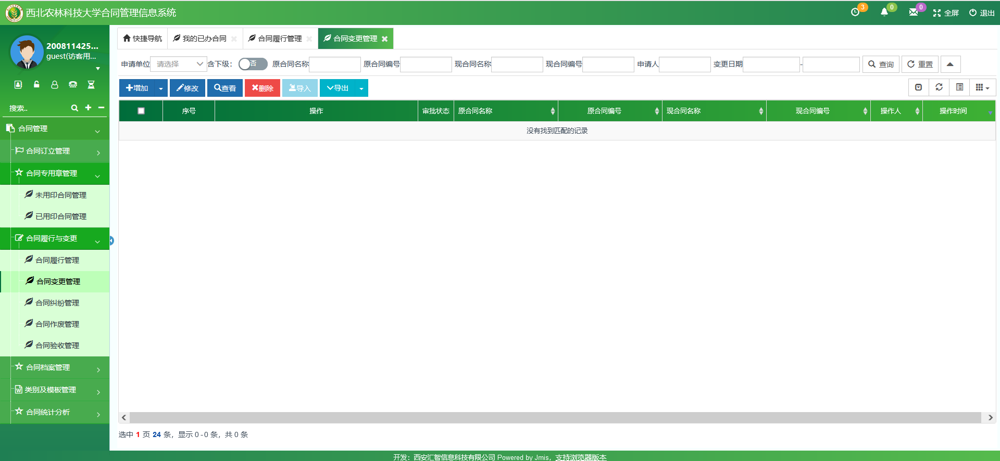 西北农林科技大学合同管理信息系统
3
0
0
全屏
退出
200811425...
guest(访客用...
搜索..
合同管理
合同订立管理
合同专用章管理
未用印合同管理
已用印合同管理
合同履行与变更
合同履行管理
合同变更管理
合同纠纷管理
合同作废管理
合同验收管理
合同档案管理
类别及模板管理
合同统计分析
快捷导航 我的已办合同 合同履行管理 合同变更管理
申请单位 请选择 含下级： 否 原合同名称 原合同编号 现合同名称 现合同编号 申请人 变更日期 - 查询 重置
增加 修改 查看 删除 导入 导出
序号 操作 审批状态 原合同名称 原合同编号 现合同名称 现合同编号 操作人 操作时间
没有找到匹配的记录
选中 1 页 24 条，显示 0 - 0 条，共 0 条
开发：西安汇智信息科技有限公司 Powered by Jmis，支持浏览器版本